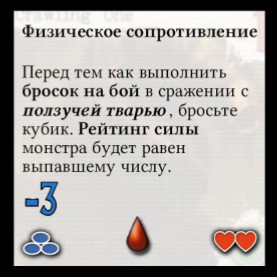 Crawling One
Физическое сопротивление
Перед тем как выполнить
бросок на бой в сражении с
ползучей тварью, бросьте
кубик. Рейтинг силы
монстра будет равен
выпавшему числу.
-3